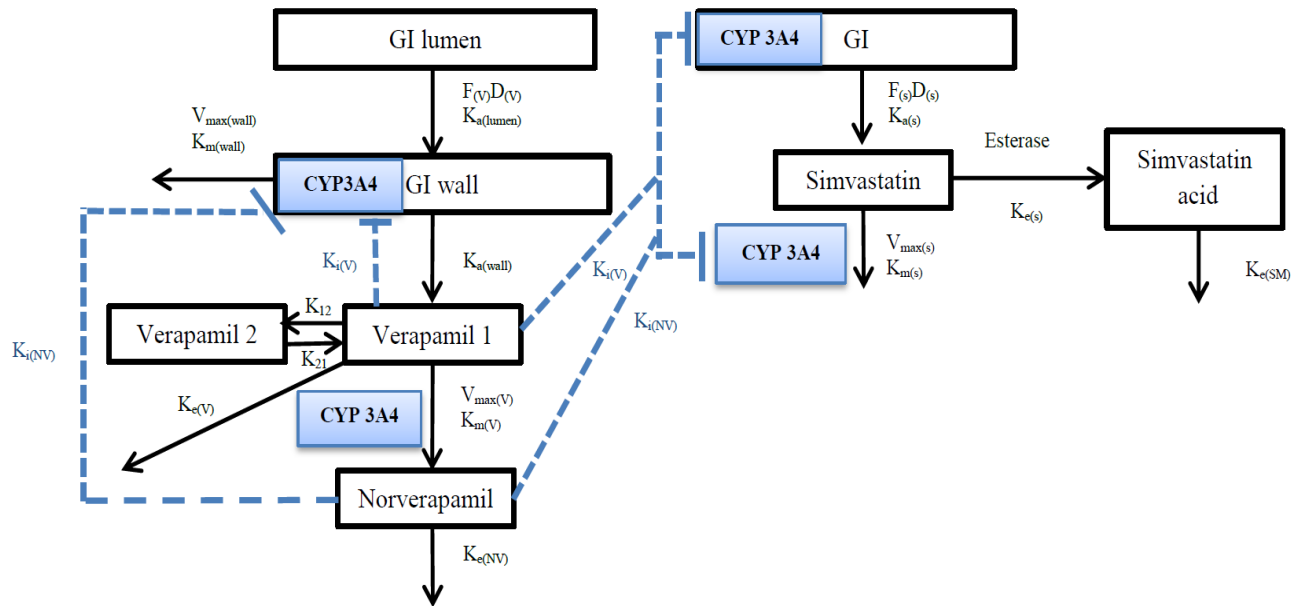 GI lumen
F(V)D(V)
Ka(lumen)
Vmax(wall)
Km(wall)
CYP3A4
GI wall
Ki(V)
Ka(wall)
Ki(NV)
Verapamil 2
K12
K21
Verapamil 1
Ke(V)
CYP 3A4
Vmax(V)
Km(V)
Norverapamil
Ke(NV)
Ki(V)
Ki(NV)
CYP 3A4
GI
F(s)D(s)
Ka(s)
Simvastatin
Esterase
Ke(s)
Simvastatin
acid
CYP 3A4
Vmax(s)
Km(s)
Ke(SM)